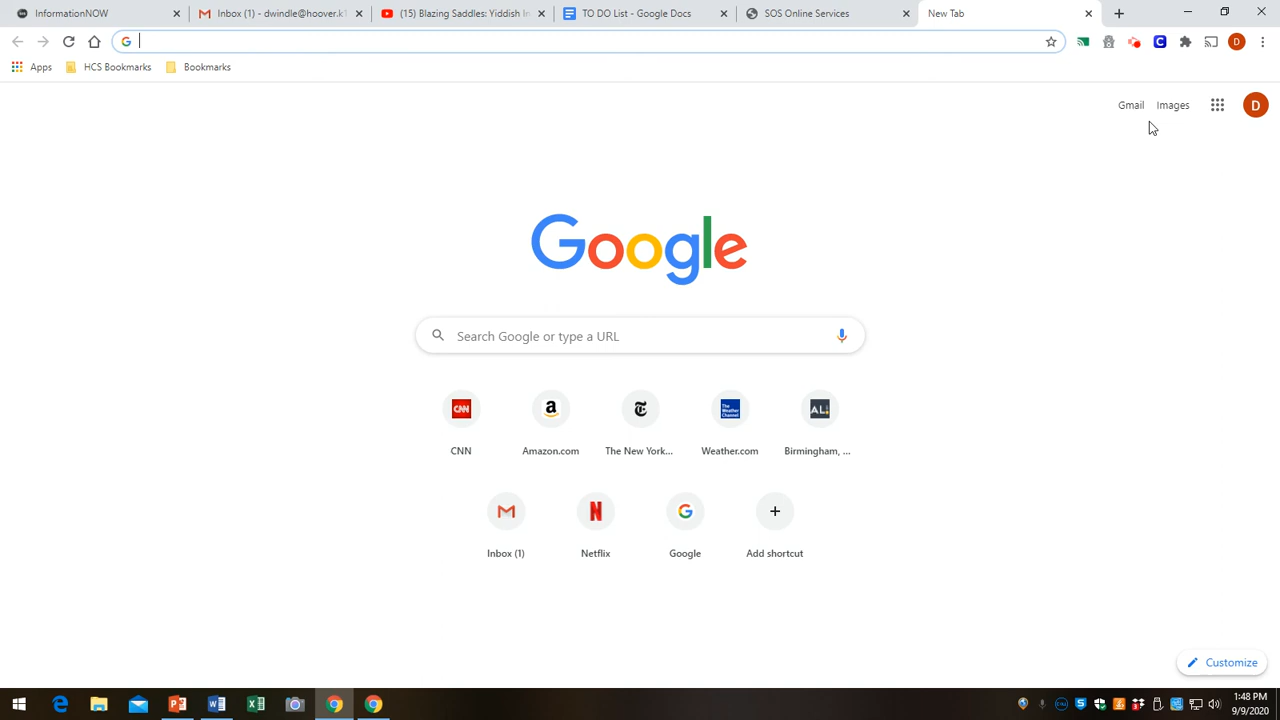 InformationNOW
Inbox (1) - dwindle@hoover.k1
(15) Blazing Saddles: Yiddish In
TO DO List - Google Docs
SOS Online Services
New Tab
Apps
HCS Bookmarks
Bookmarks
Gmail
Images
D
Google
Search Google or type a URL
CNN
Amazon.com
The New York...
Weather.com
Birmingham, ...
Inbox (1)
Netflix
Google
Add shortcut
Customize
1:48 PM
9/9/2020